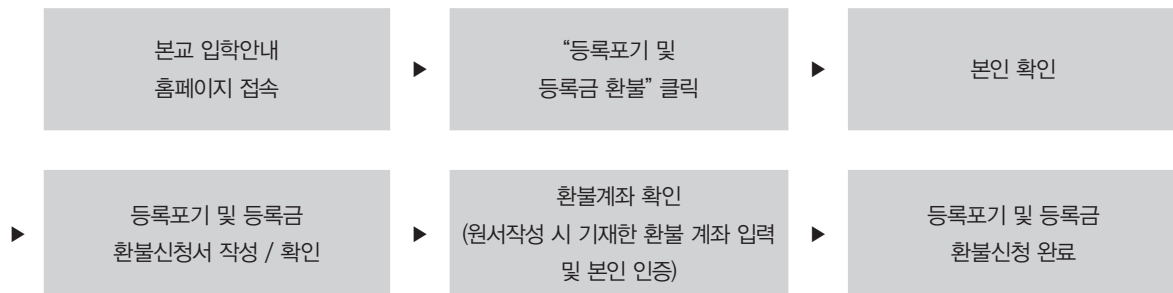 본교 입학안내
홈페이지 접속
▶
“등록포기 및
등록금 환불” 클릭
▶
본인 확인
▶
등록포기 및 등록금
환불신청서 작성 / 확인
▶
환불계좌 확인
(원서작성 시 기재한 환불 계좌 입력
및 본인 인증)
▶
등록포기 및 등록금
환불신청 완료